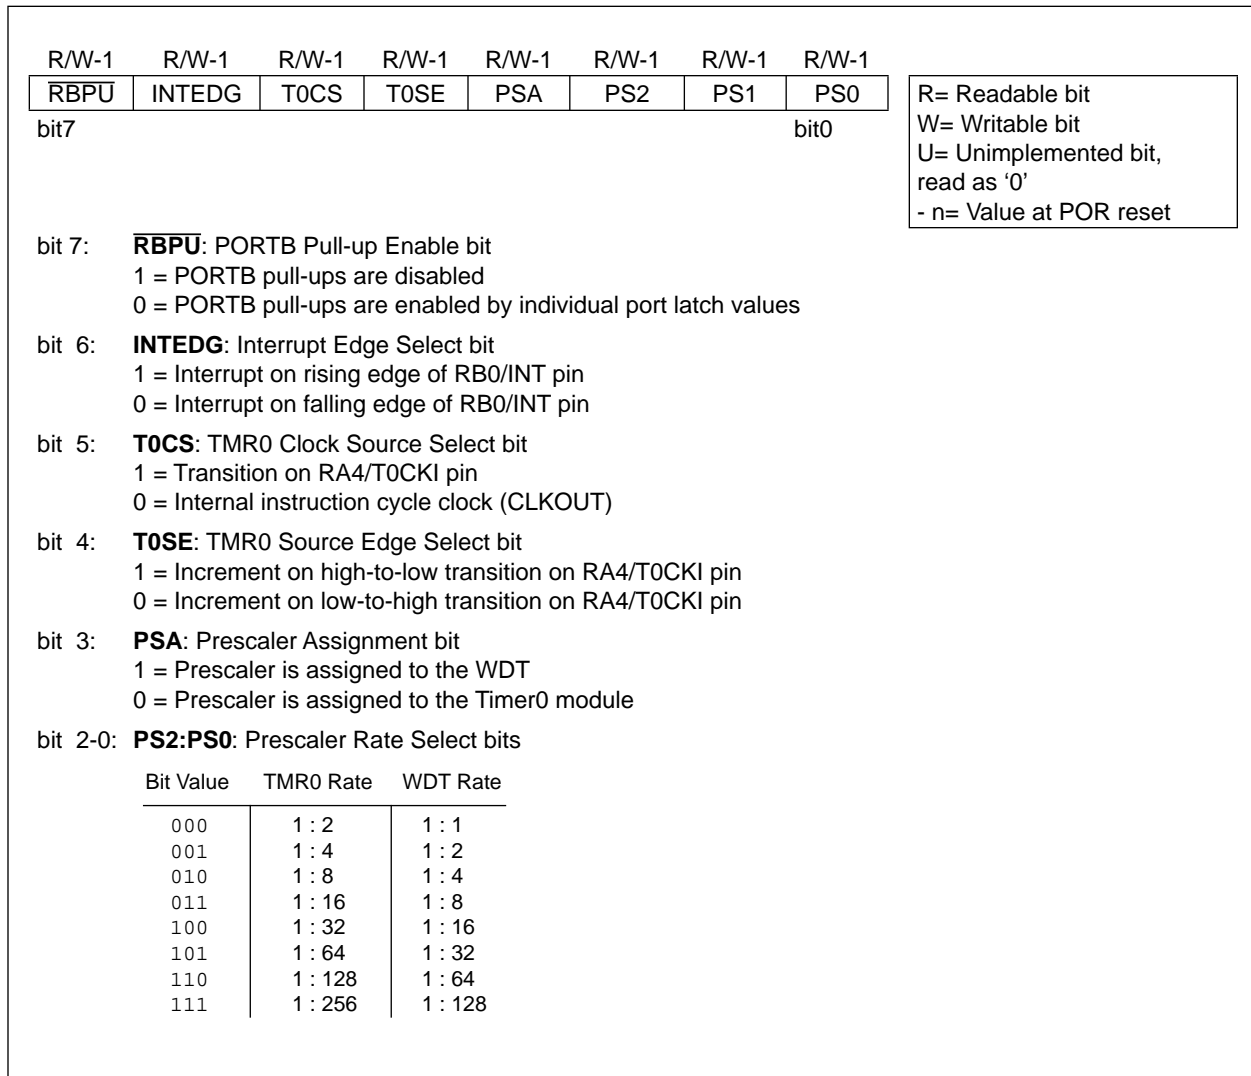 R/W-1 R/W-1 R/W-1 R/W-1 R/W-1 R/W-1 R/W-1 R/W-1
RBPU INTEDG T0CS T0SE PSA PS2 PS1 PS0
bit7 bit0
R= Readable bit
W= Writable bit
U= Unimplemented bit,
read as ‘0’
- n= Value at POR reset
bit 7: RBPU: PORTB Pull-up Enable bit
1 = PORTB pull-ups are disabled
0 = PORTB pull-ups are enabled by individual port latch values
bit 6: INTEDG: Interrupt Edge Select bit
1 = Interrupt on rising edge of RB0/INT pin
0 = Interrupt on falling edge of RB0/INT pin
bit 5: T0CS: TMR0 Clock Source Select bit
1 = Transition on RA4/T0CKI pin
0 = Internal instruction cycle clock (CLKOUT)
bit 4: T0SE: TMR0 Source Edge Select bit
1 = Increment on high-to-low transition on RA4/T0CKI pin
0 = Increment on low-to-high transition on RA4/T0CKI pin
bit 3: PSA: Prescaler Assignment bit
1 = Prescaler is assigned to the WDT
0 = Prescaler is assigned to the Timer0 module
bit 2-0: PS2:PS0: Prescaler Rate Select bits
Bit Value TMR0 Rate WDT Rate
000 1 : 2 1 : 1
001 1 : 4 1 : 2
010 1 : 8 1 : 4
011 1 : 16 1 : 8
100 1 : 32 1 : 16
101 1 : 64 1 : 32
110 1 : 128 1 : 64
111 1 : 256 1 : 128